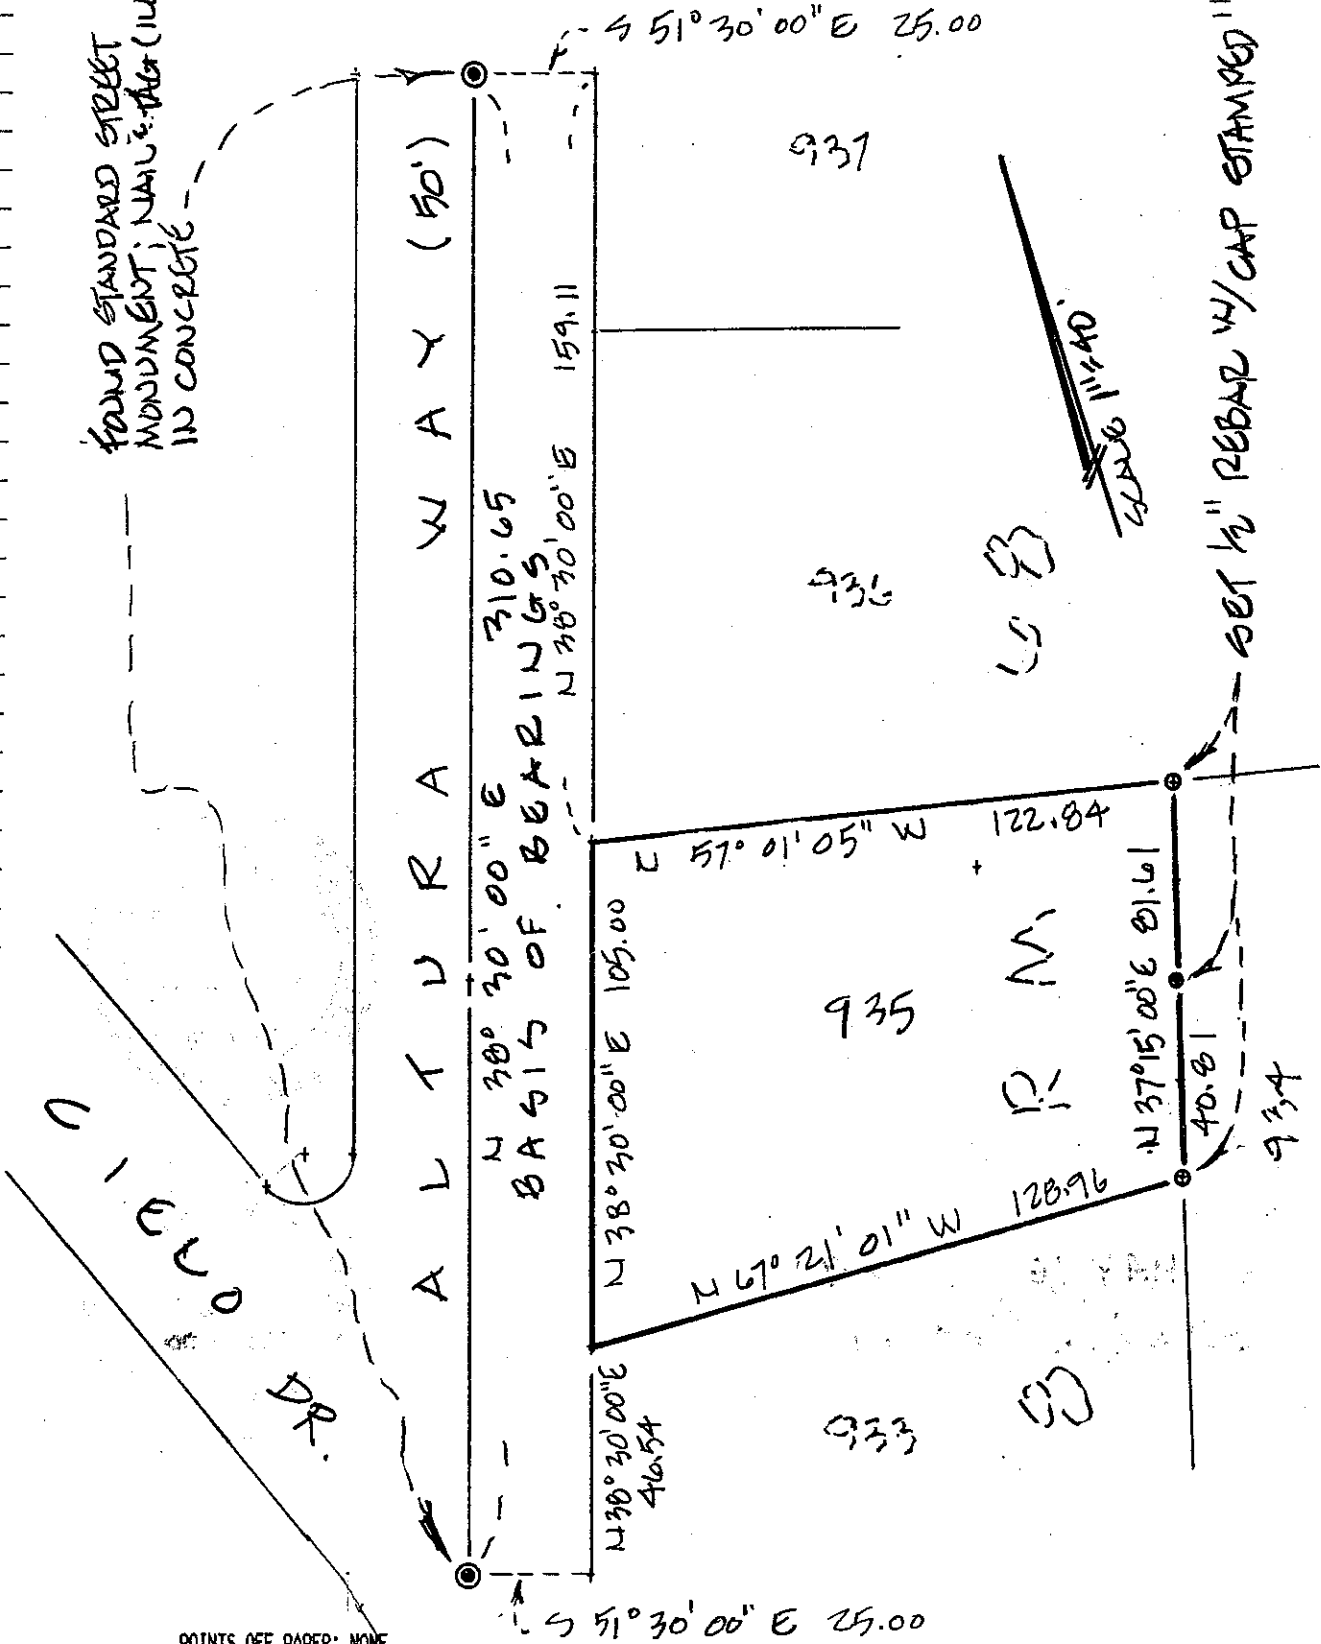 S 51° 30' 00" E 25.00
FOUND STANDARD STREET
MONUMENT; NAIL & TAG
IN CONCRETE
937
ALTURA WAY (50')
N 38° 30' 00" E 310.65
BASIS OF BEARINGS
N 38° 30' 00" E 159.11
SCALE 1"=40'
SET 1/2" REBAR W/CAP STAMPED "
936
N 57° 01' 05" W 122.84
N 38° 30' 00" E 105.00
935
N 37° 15' 00" E 81.61
40.81
934
N 67° 21' 01" W 128.96
DR.
N 38° 30' 00" E
46.54
933
S 51° 30' 00" E 25.00
POINTS OFF PAPER: NONE